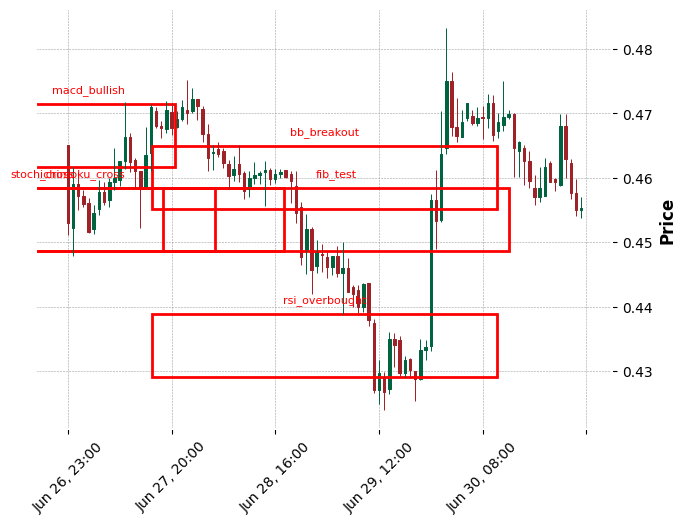 0.48
macd_bullish
0.47
bb_breakout
fib_test
0.46
0.45
rsi_overbought
0.44
0.43
Price
Jun 26, 23:00
Jun 27, 20:00
Jun 28, 16:00
Jun 29, 12:00
Jun 30, 08:00